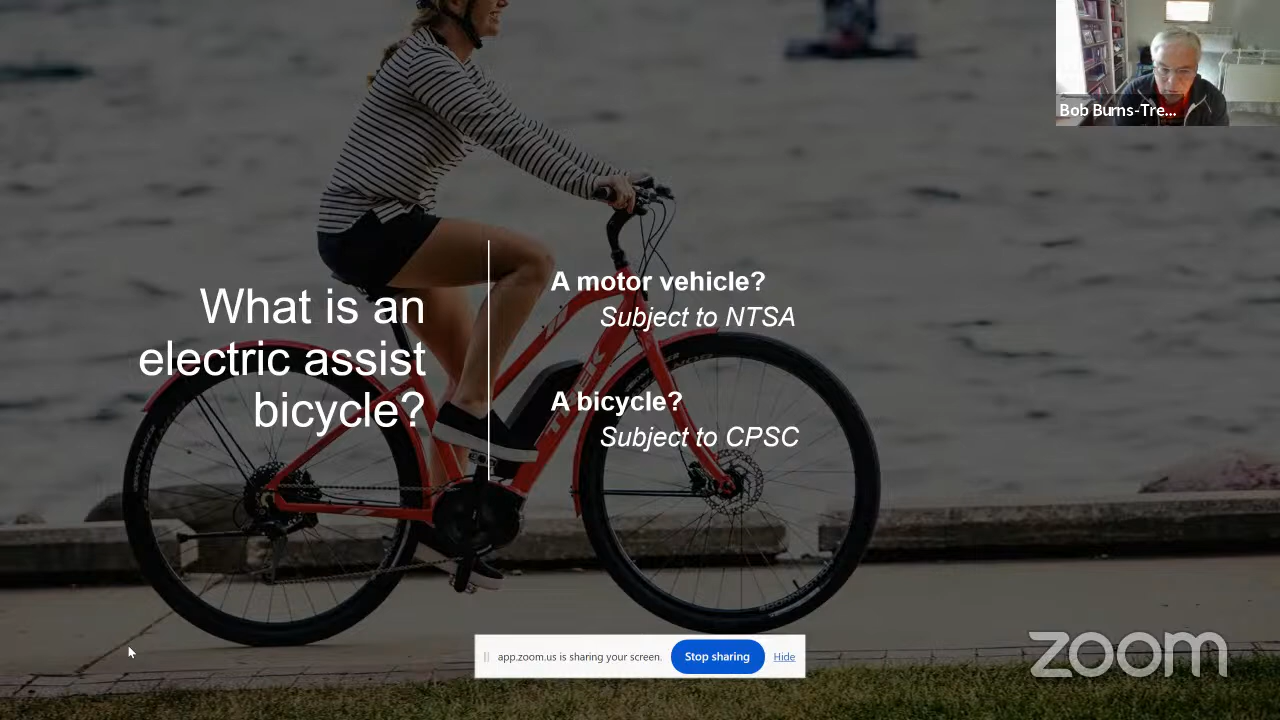 Bob Burns-Tre...
What is an
electric assist
bicycle?
A motor vehicle?
Subject to NTSA
A bicycle?
Subject to CPSC
TREK
app.zoom.us is sharing your screen.
Stop sharing
Hide
zoom